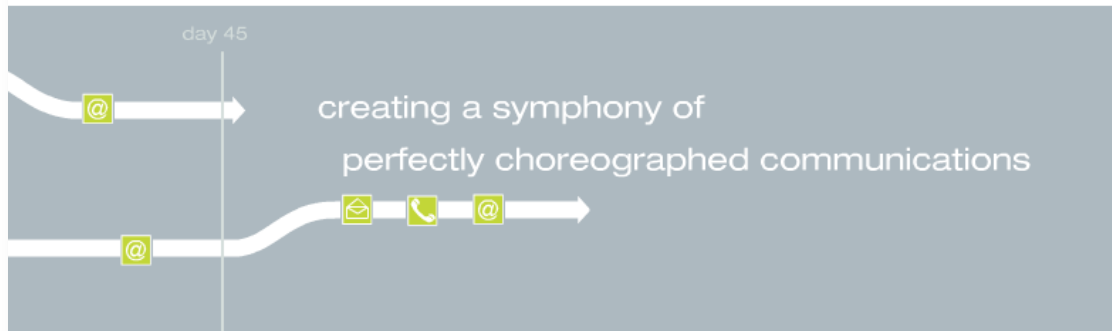 day 45
creating a symphony of
perfectly choreographed communications
@
@
@